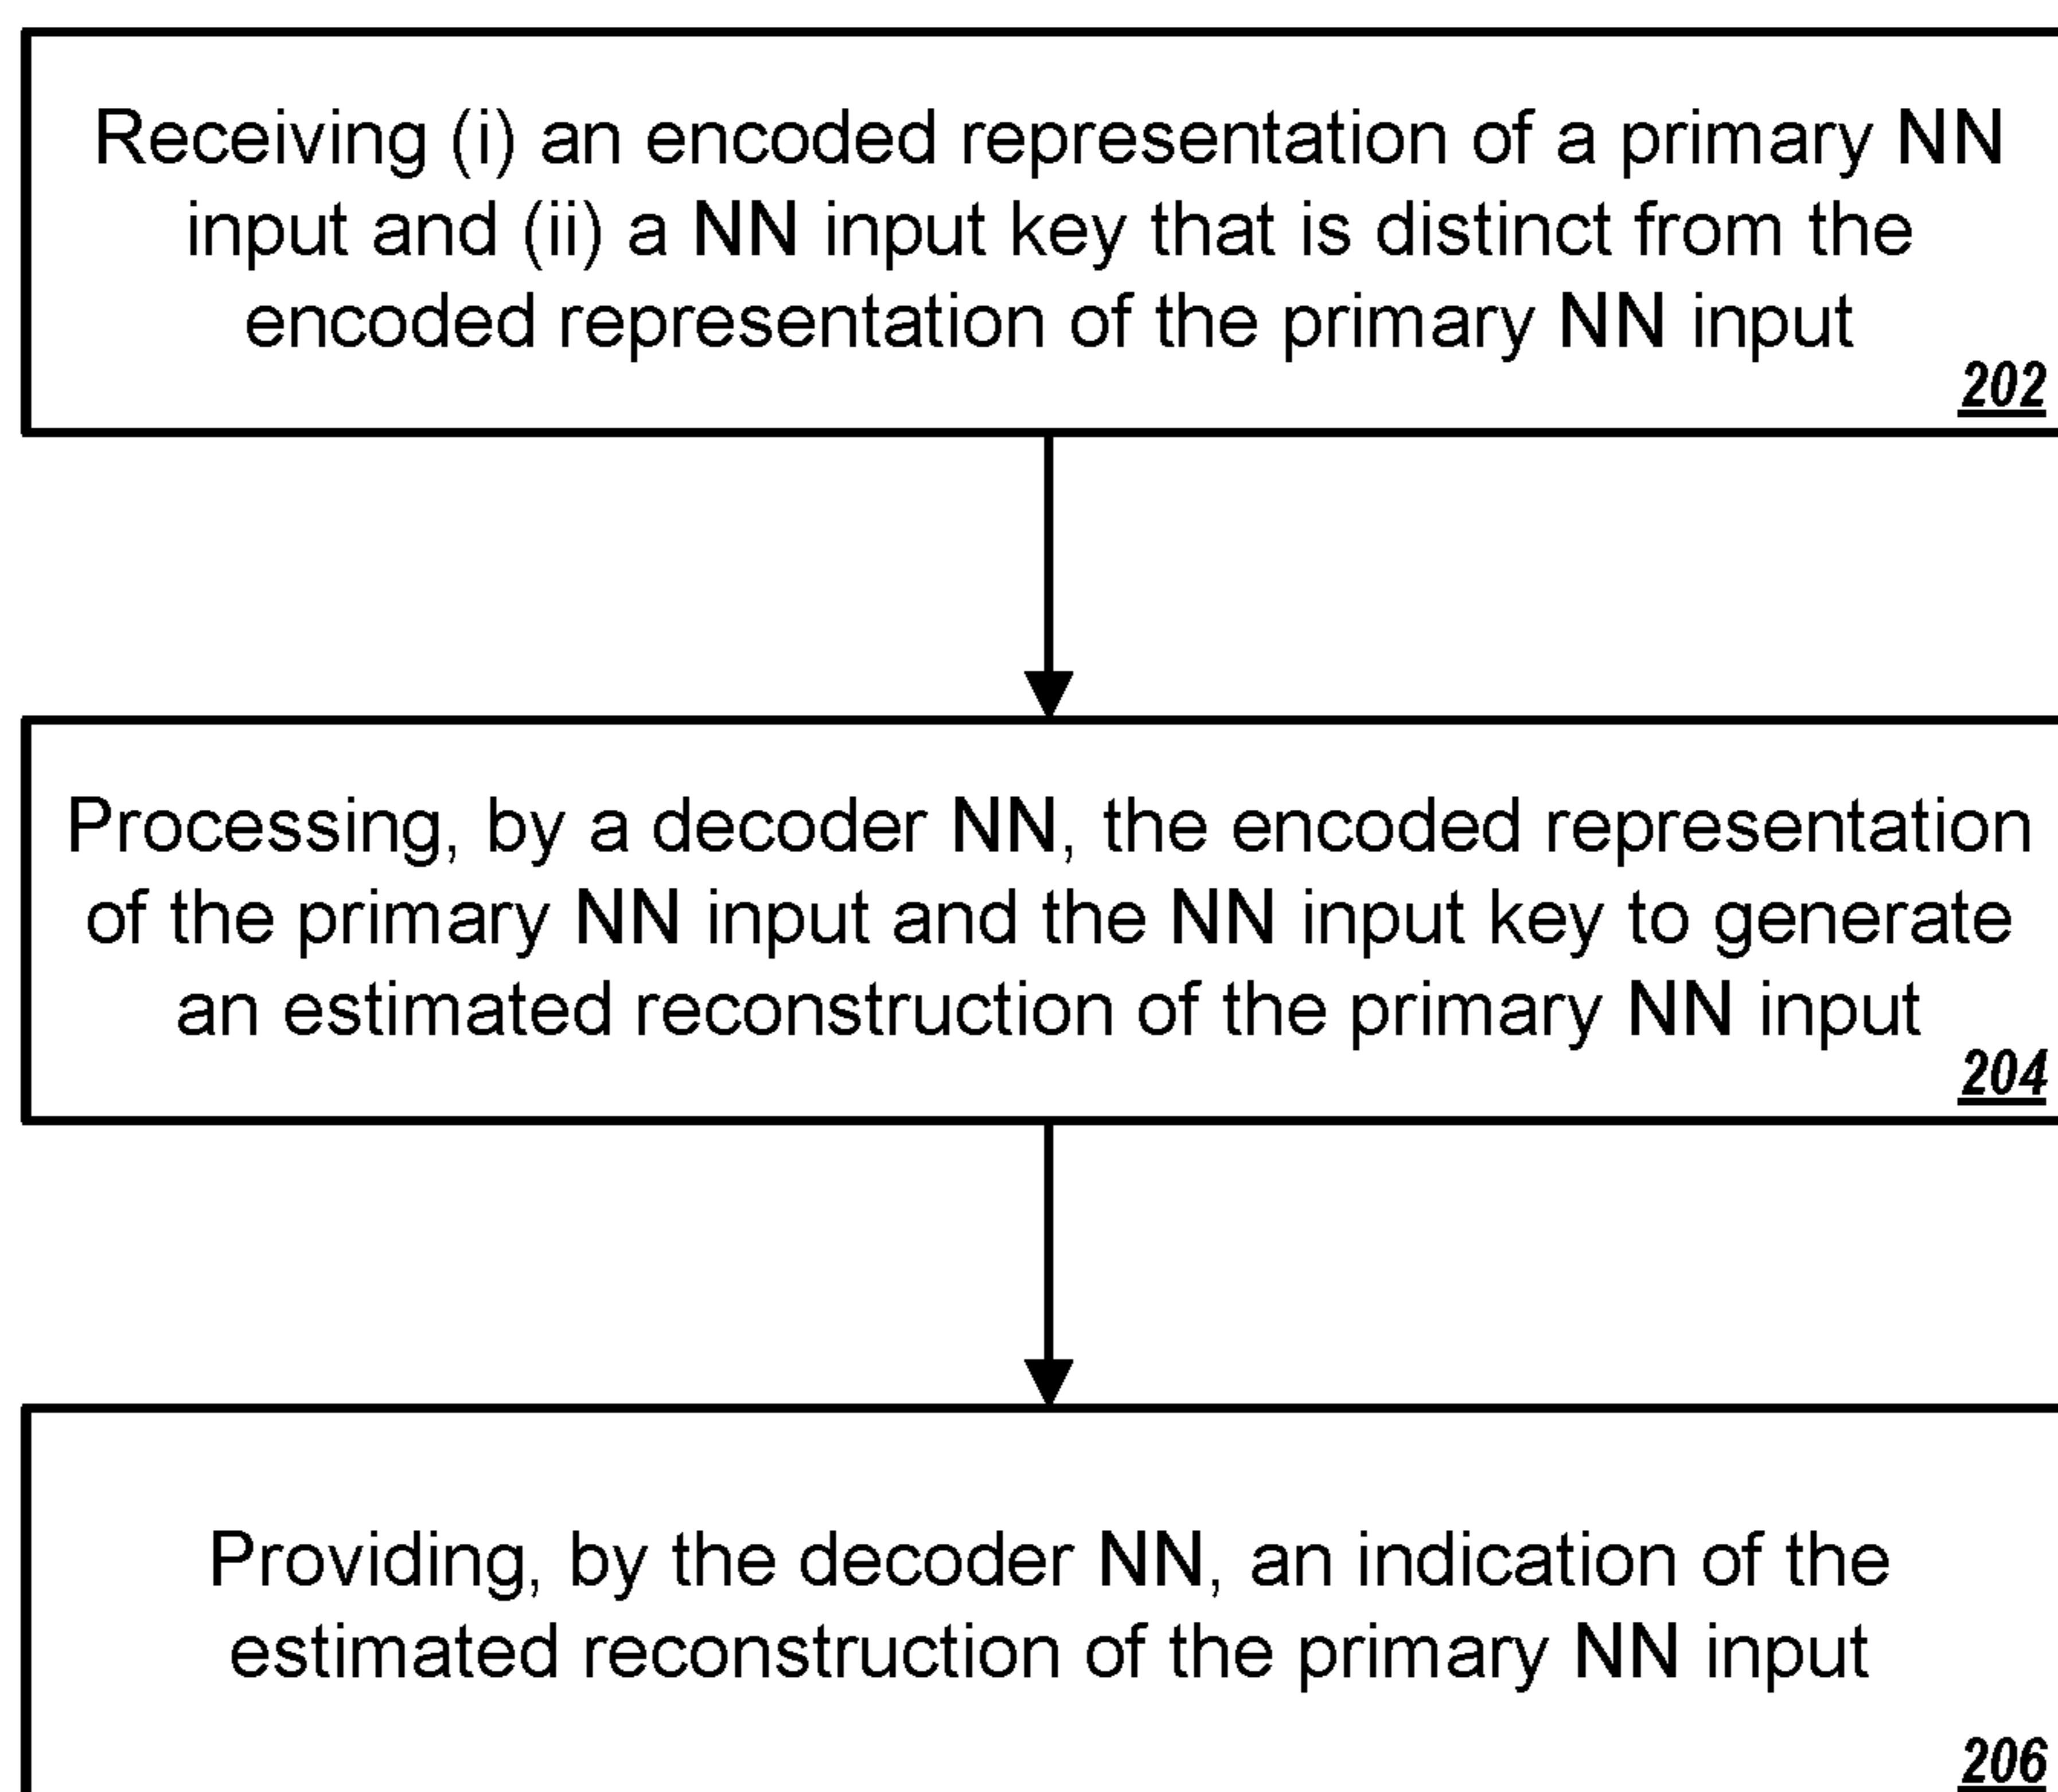 Receiving (i) an encoded representation of a primary NN
input and (ii) a NN input key that is distinct from the
encoded representation of the primary NN input
202
Processing, by a decoder NN, the encoded representation
of the primary NN input and the NN input key to generate
an estimated reconstruction of the primary NN input
204
Providing, by the decoder NN, an indication of the
estimated reconstruction of the primary NN input
206